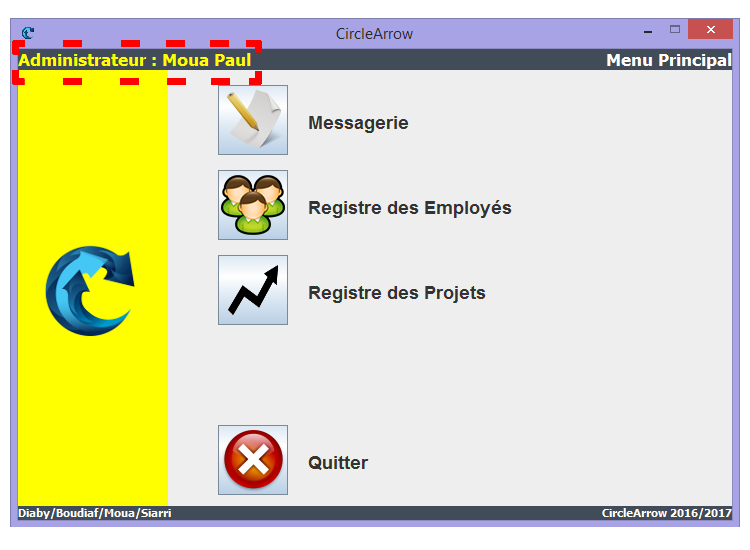 CircleArrow
Administrateur : Moua Paul
Menu Principal
Messagerie
Registre des Employés
Registre des Projets
Quitter
Diaby/Boudiaf/Moua/Siarri
CircleArrow 2016/2017